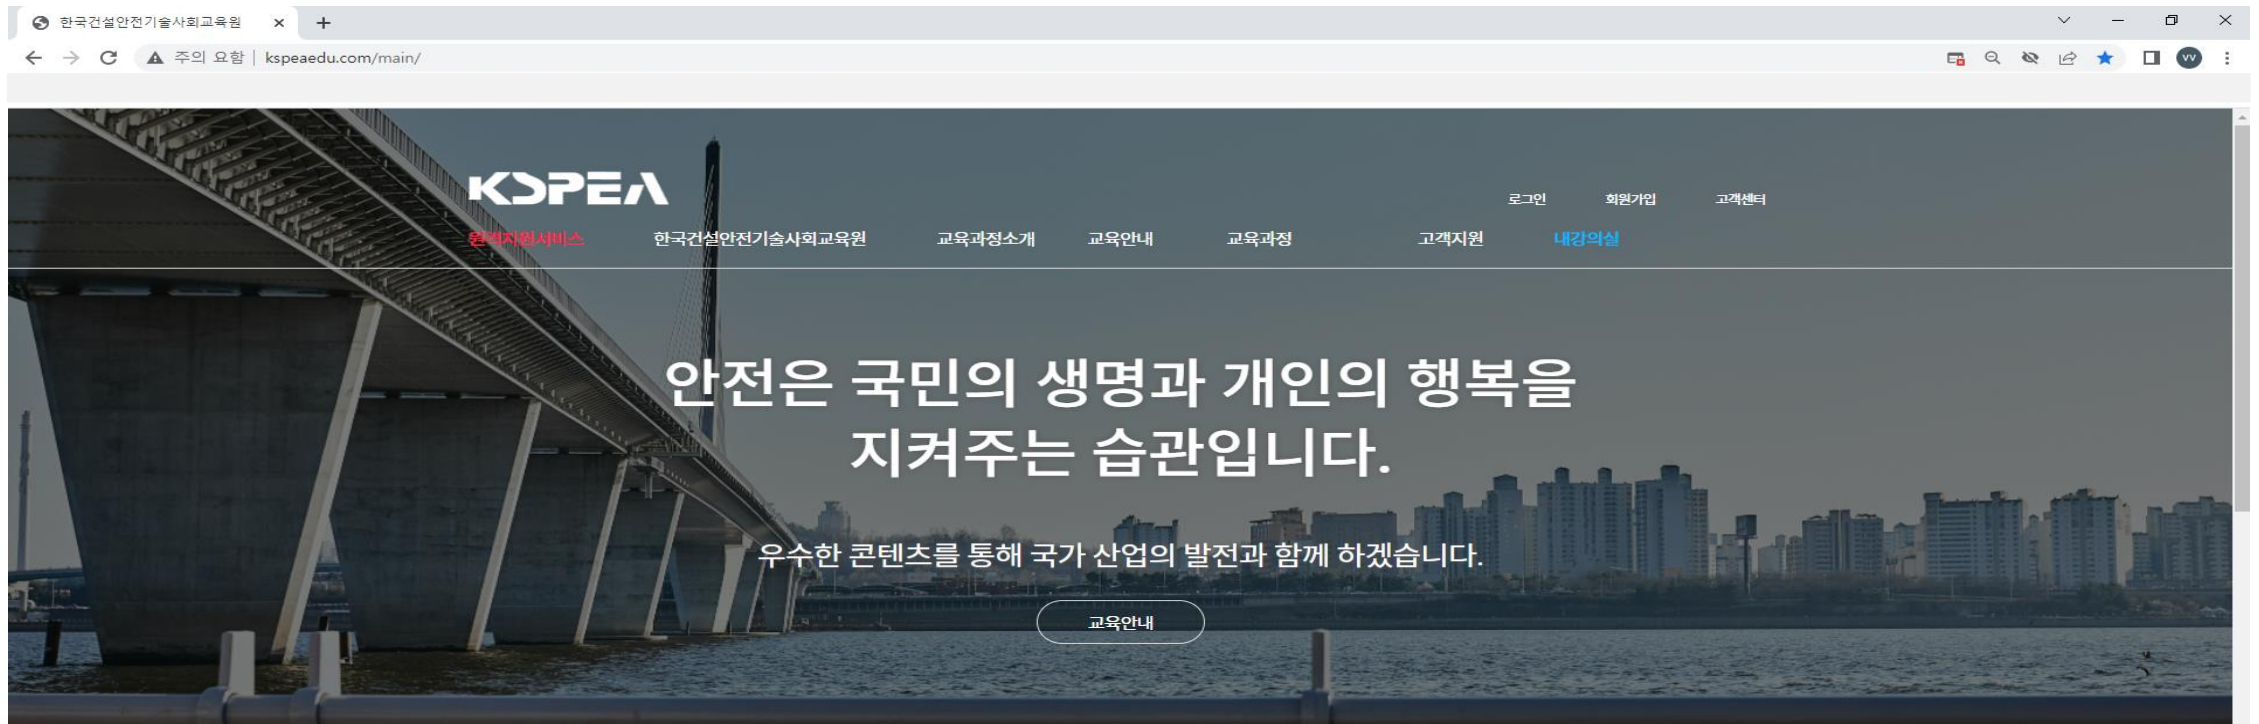 한국건설안전기술사회교육원
주의 요함 | kspeaedu.com/main/
VV
KSPEA
로그인 회원가입 고객센터
원격지원서비스 한국건설안전기술사회교육원 교육과정소개 교육안내 교육과정 고객지원 내강의실
안전은 국민의 생명과 개인의 행복을
지켜주는 습관입니다.
우수한 콘텐츠를 통해 국가 산업의 발전과 함께 하겠습니다.
교육안내